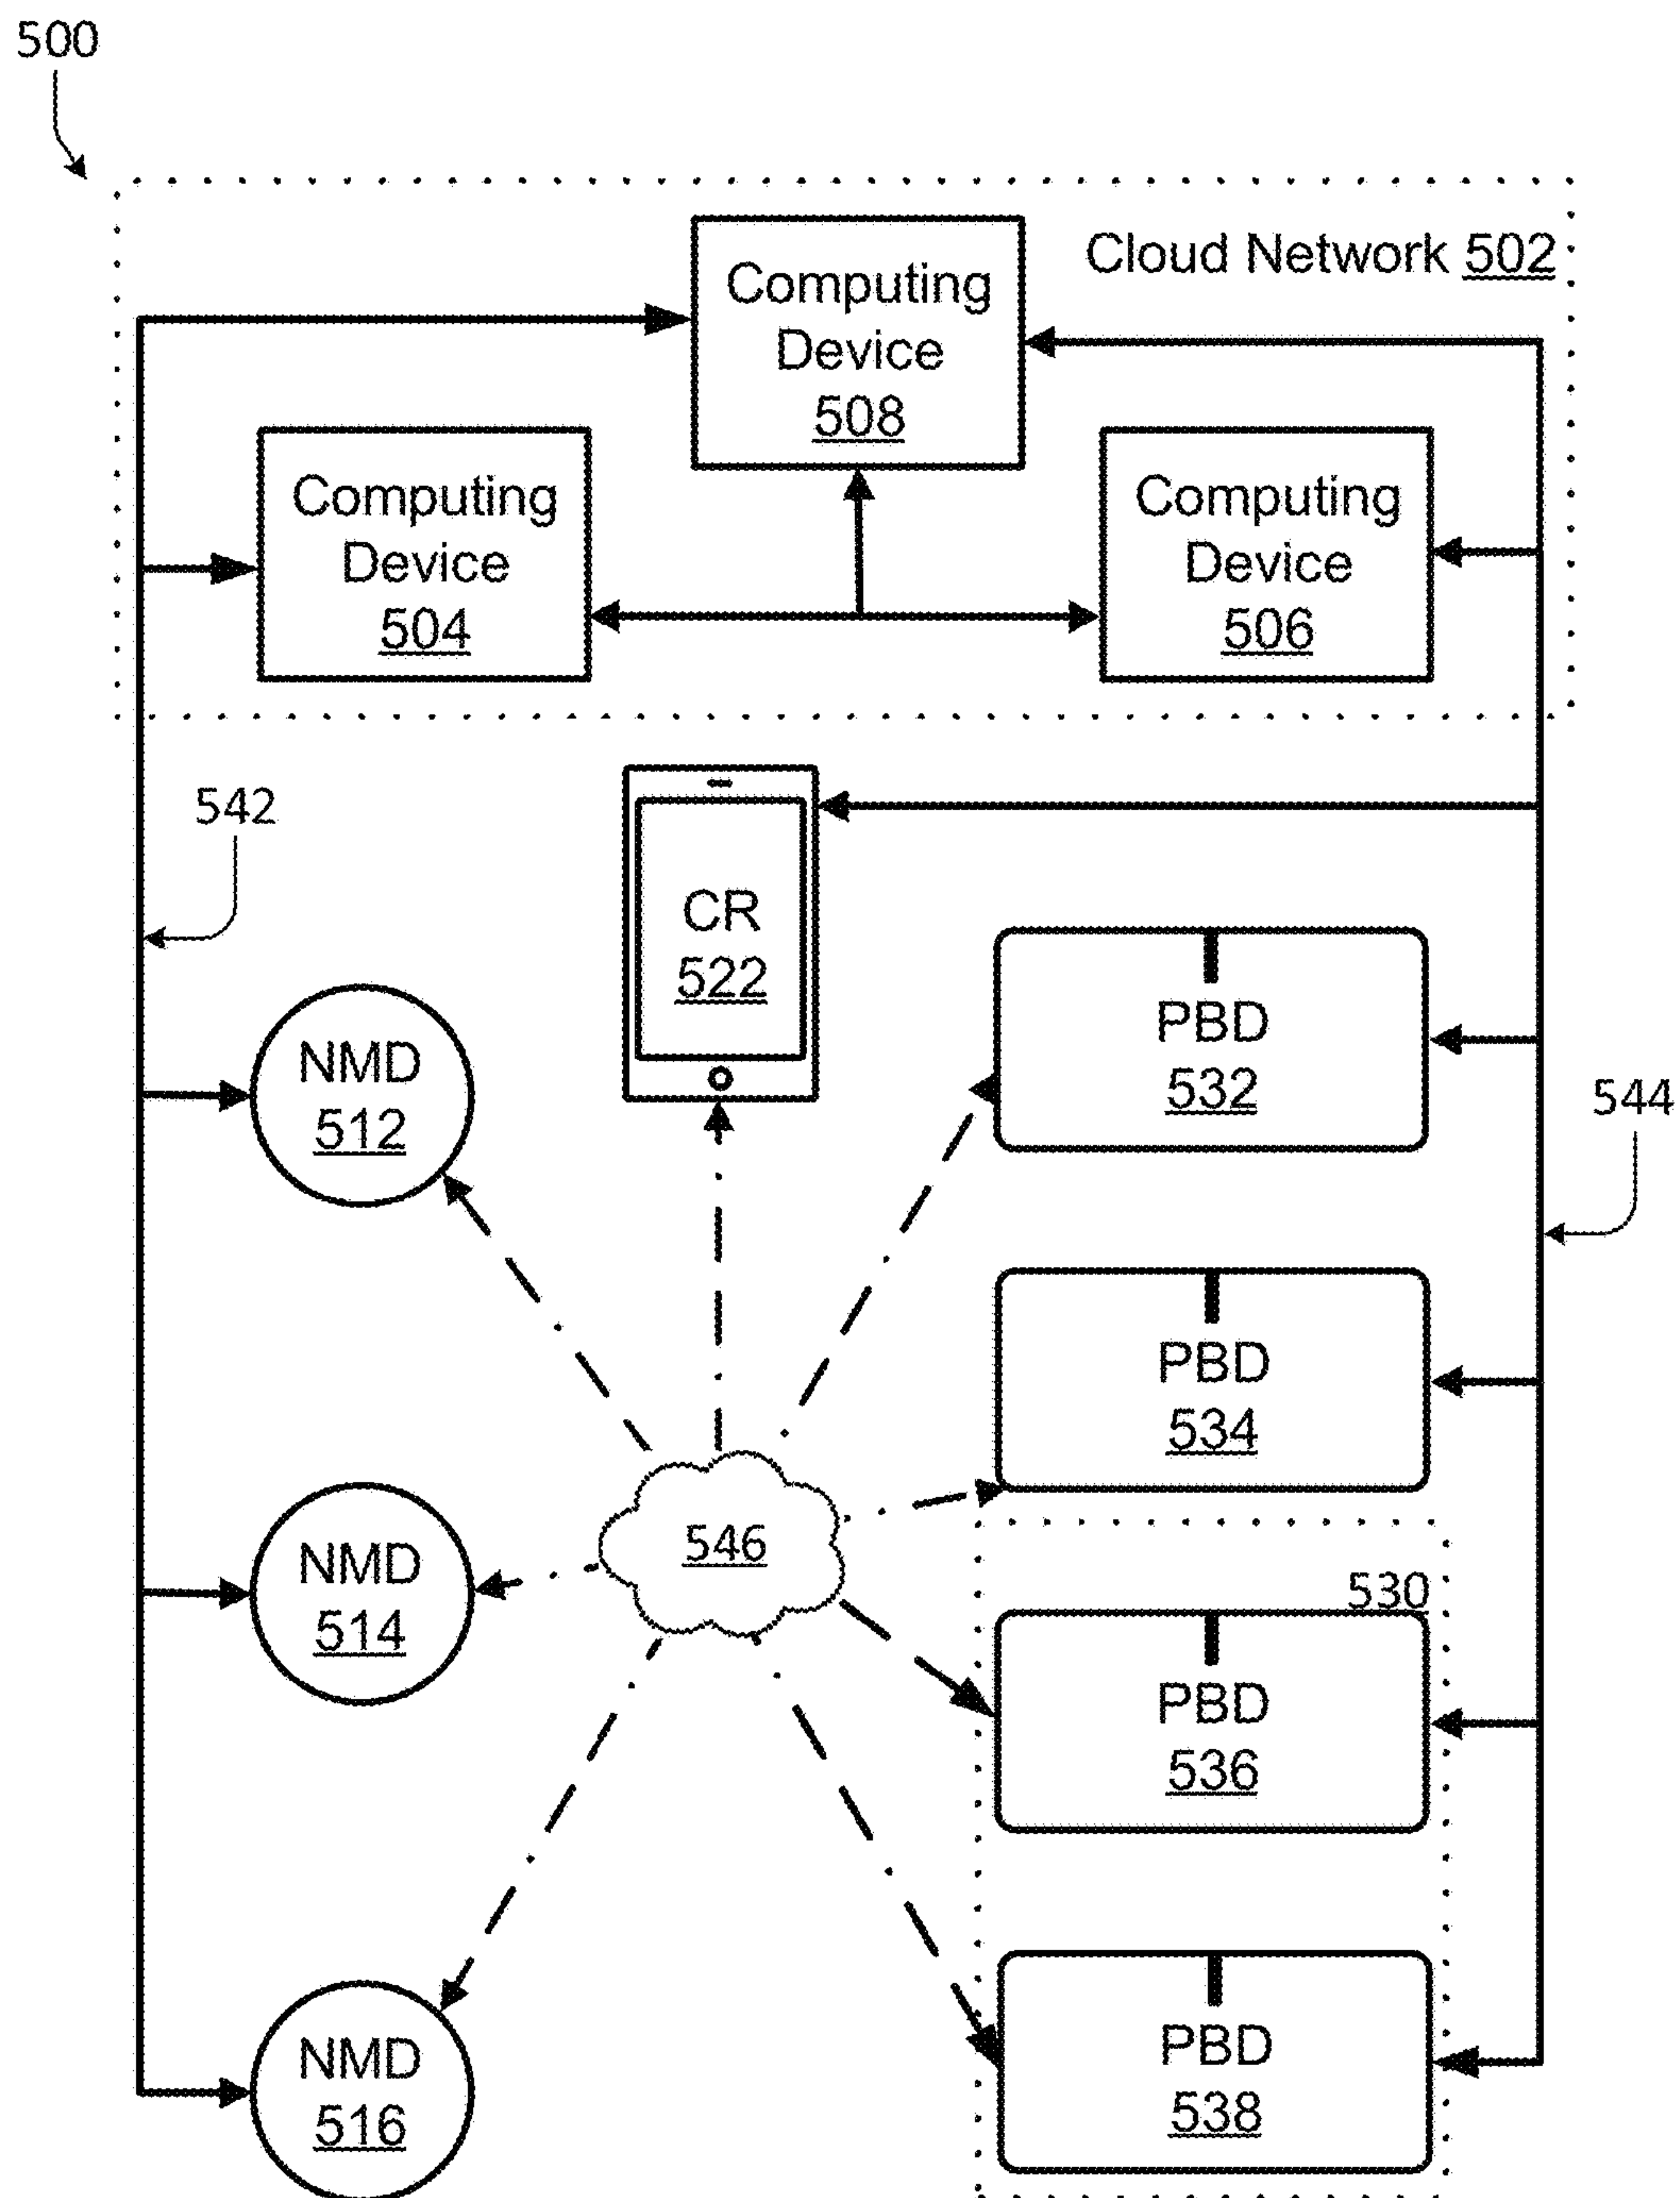 500
Cloud Network 502
Computing
Device
508
Computing
Device
504
Computing
Device
506
542
CR
522
NMD
512
PBD
532
544
PBD
534
546
NMD
514
530
PBD
536
NMD
516
PBD
538